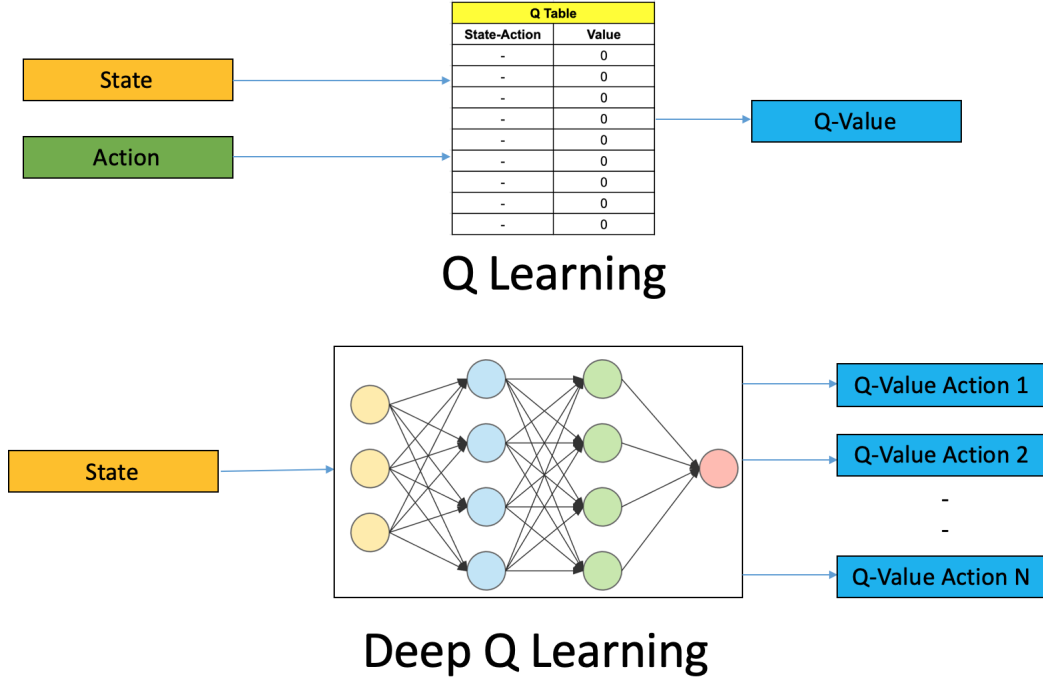 Q Table
State-Action Value
- 0
- 0
- 0
- 0
- 0
- 0
- 0
- 0
- 0
State
Action
Q-Value
Q Learning
State
Q-Value Action 1
Q-Value Action 2
-
-
Q-Value Action N
Deep Q Learning